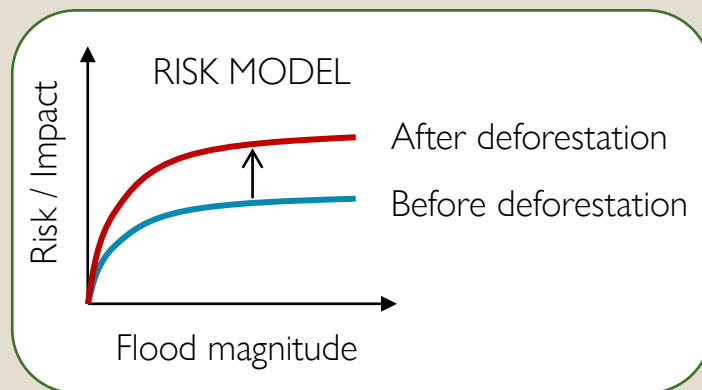 RISK MODEL
Risk / Impact
After deforestation
Before deforestation
Flood magnitude